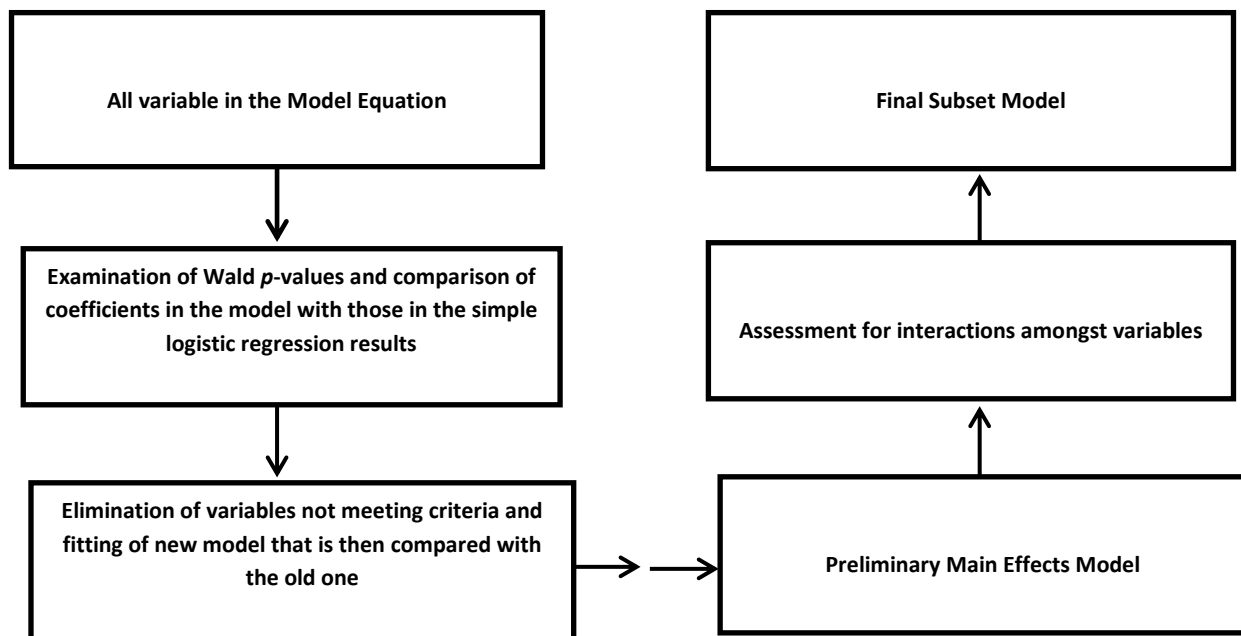 All variable in the Model Equation
Examination of Wald p-values and comparison of
coefficients in the model with those in the simple
logistic regression results
Elimination of variables not meeting criteria and
fitting of new model that is then compared with
the old one
Preliminary Main Effects Model
Assessment for interactions amongst variables
Final Subset Model